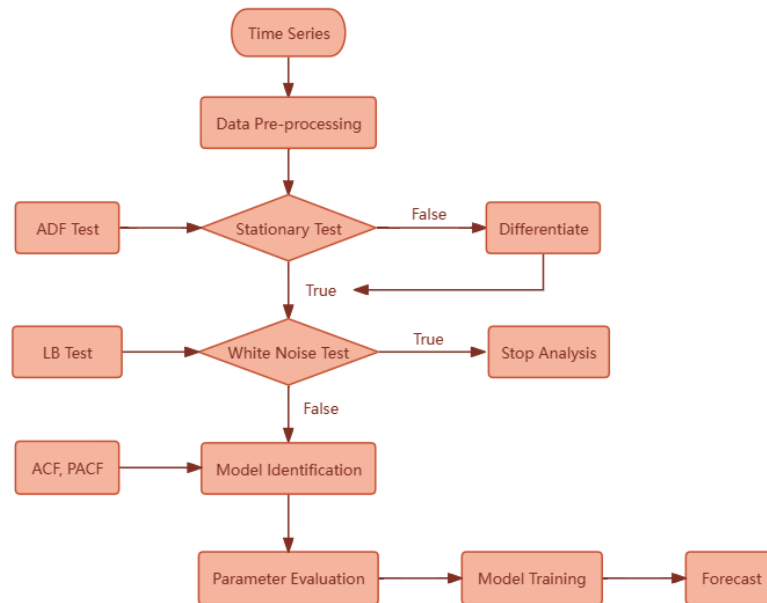 Time Series
Data Pre-processing
ADF Test
Stationary Test
False
Differentiate
True
LB Test
White Noise Test
True
Stop Analysis
False
ACF, PACF
Model Identification
Parameter Evaluation
Model Training
Forecast